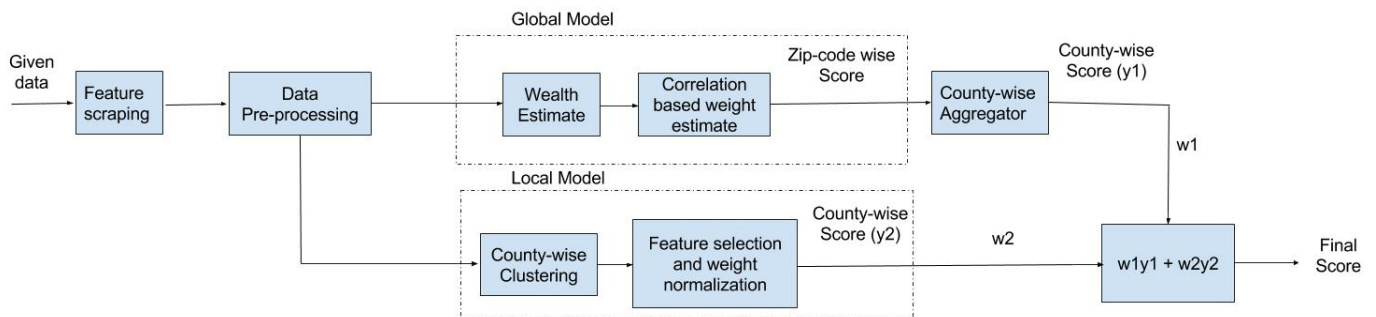 Global Model
Given
data
Feature
scraping
Data
Pre-processing
Wealth
Estimate
Correlation
based weight
estimate
Zip-code wise
Score
County-wise
Aggregator
County-wise
Score (y1)
w1
Local Model
County-wise
Clustering
Feature selection
and weight
normalization
County-wise
Score (y2)
w2
w1y1 + w2y2
Final
Score